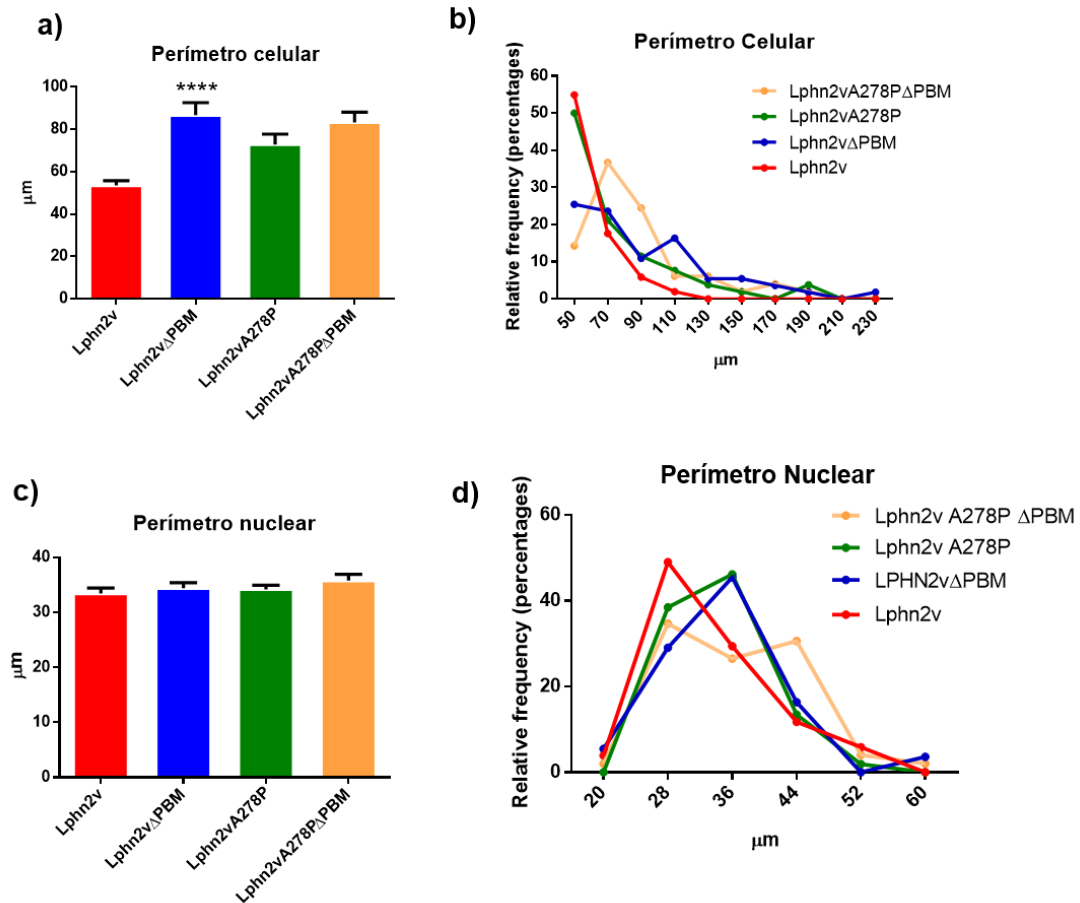 a)
Perímetro celular
****
100
80
60
40
20
0
μm
Lphn2v
Lphn2vΔPBM
Lphn2vA278P
Lphn2vA278PΔPBM
b)
Perímetro Celular
Relative frequency (percentages)
60
50
40
30
20
10
0
50
70
90
110
130
150
170
190
210
230
μm
Lphn2vA278PΔPBM
Lphn2vA278P
Lphn2vΔPBM
Lphn2v
c)
Perímetro nuclear
40
30
20
10
0
μm
Lphn2v
Lphn2vΔPBM
Lphn2vA278P
Lphn2vA278PΔPBM
d)
Perímetro Nuclear
Relative frequency (percentages)
60
40
20
0
20
28
36
44
52
60
μm
Lphn2v A278P ΔPBM
Lphn2v A278P
LPHN2vΔPBM
Lphn2v